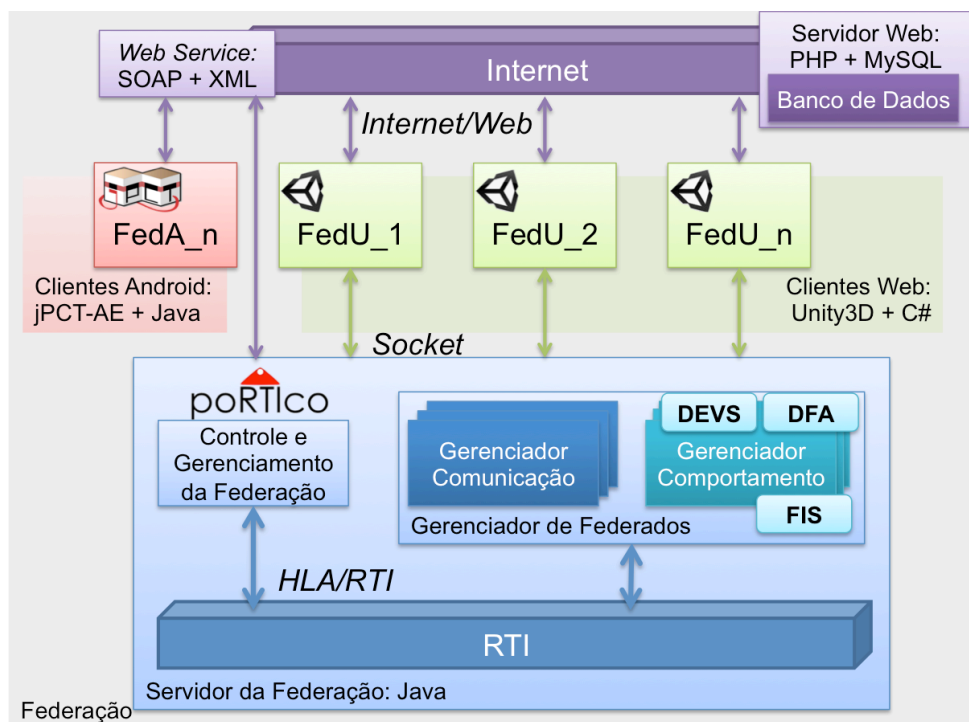 Web Service:
SOAP + XML
Internet
Servidor Web:
PHP + MySQL
Banco de Dados
Internet/Web
FedA_n
FedU_1
FedU_2
FedU_n
Clientes Android:
jPCT-AE + Java
Clientes Web:
Unity3D + C#
Socket
poRTIco
Controle e
Gerenciamento
da Federação
Gerenciador
Comunicação
DEVS
DFA
Gerenciador
Comportamento
FIS
Gerenciador de Federados
HLA/RTI
RTI
Servidor da Federação: Java
Federação